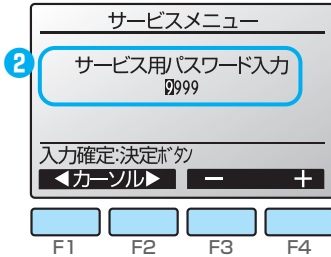 サービスメニュー
2
サービス用パスワード入力
9999
入力確定:決定ボタン
◀カーソル▶ － ＋
F1 F2 F3 F4